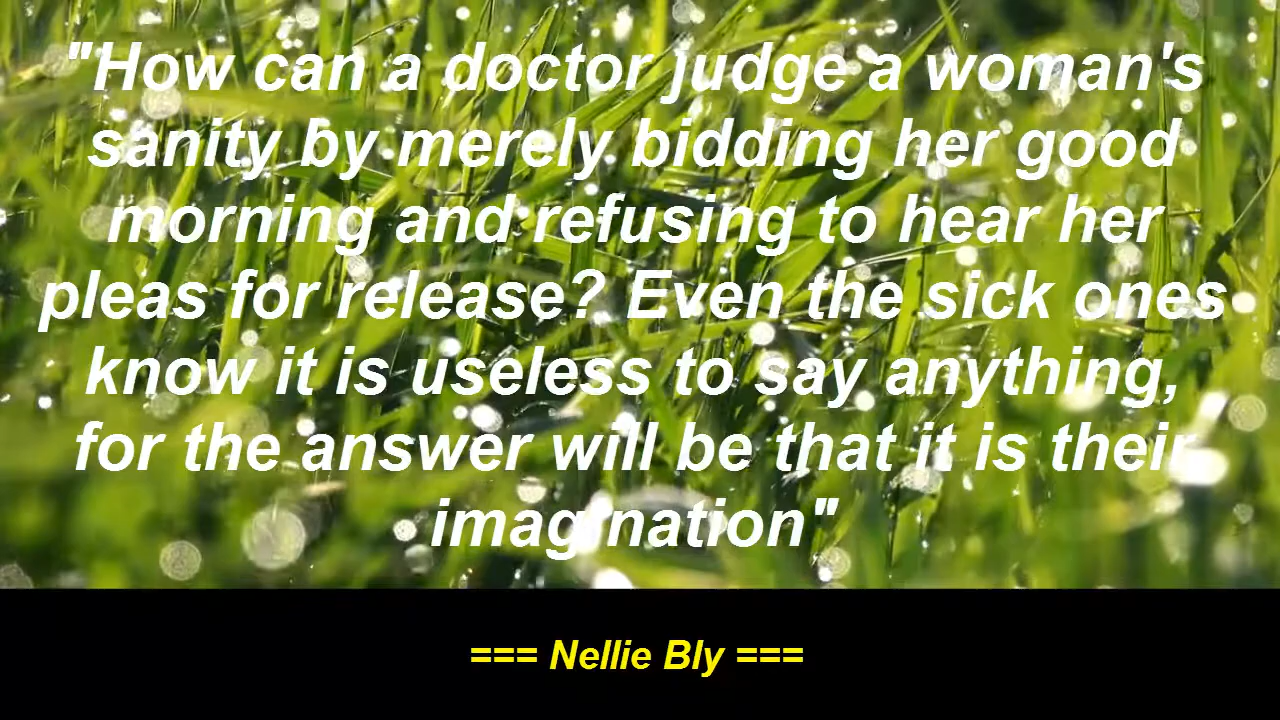 "How can a doctor judge a woman's
sanity by merely bidding her good
morning and refusing to hear her
pleas for release? Even the sick ones
know it is useless to say anything,
for the answer will be that it is their
imagination"
=== Nellie Bly ===